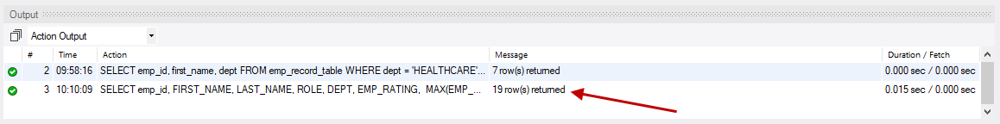 Output
Action Output
# Time Action Message Duration / Fetch
2 09:58:16 SELECT emp_id, first_name, dept FROM emp_record_table WHERE dept = 'HEALTHCARE'... 7 row(s) returned 0.000 sec / 0.000 sec
3 10:10:09 SELECT emp_id, FIRST_NAME, LAST_NAME, ROLE, DEPT, EMP_RATING, MAX(EMP_... 19 row(s) returned 0.015 sec / 0.000 sec